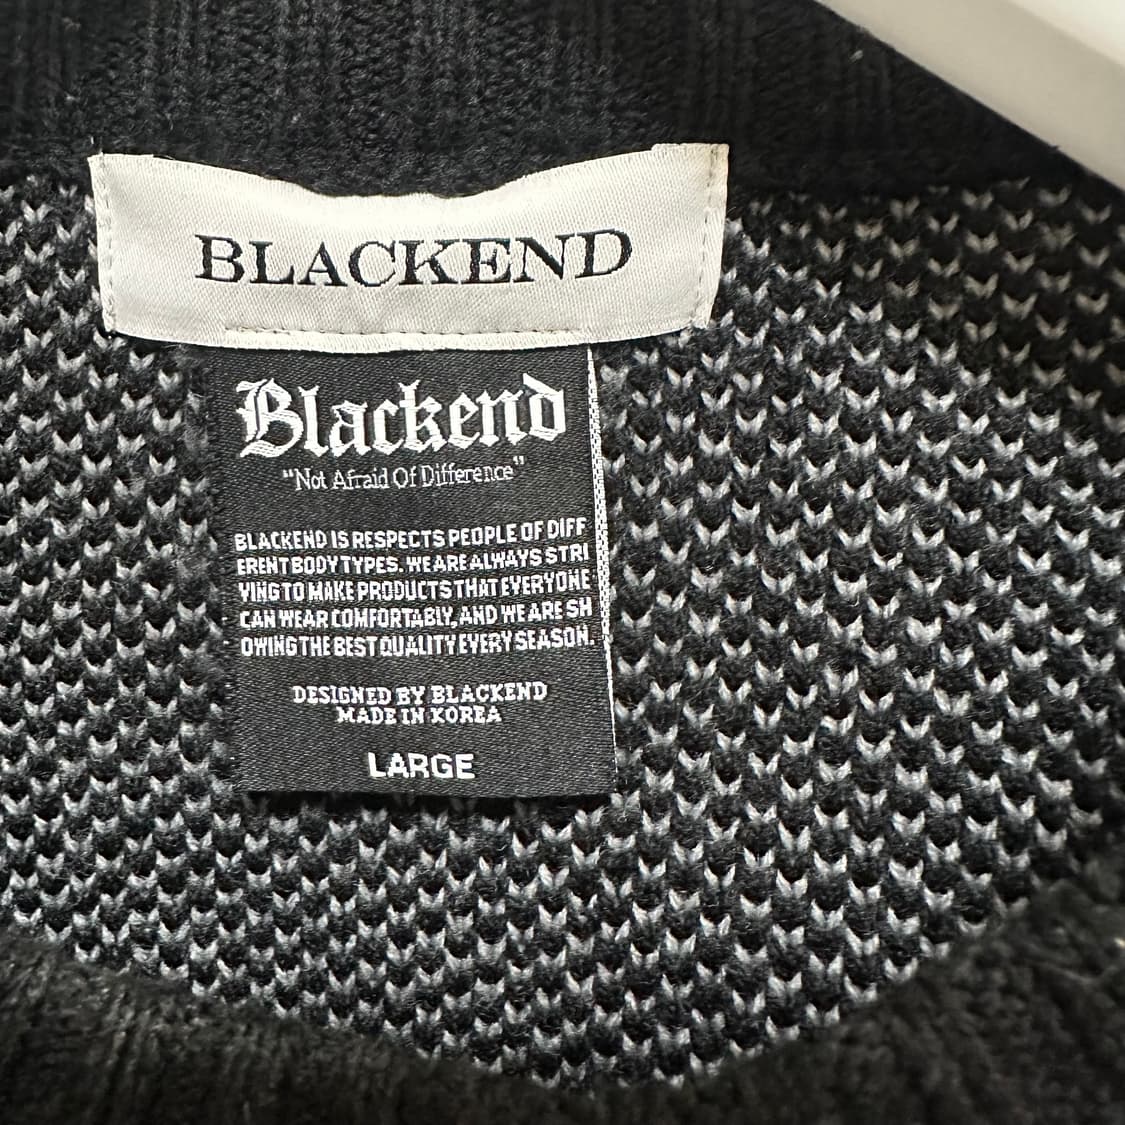 BLACKEND
Blackend
"Not Afraid Of Difference"
BLACKEND IS RESPECTS PEOPLE OF DIFF
ERENT BODY TYPES. WE ARE ALWAYS STRI
VING TO MAKE PRODUCTS THAT EVERYONE
CAN WEAR COMFORTABLY, AND WE ARE SH
OWING THE BEST QUALITY EVERY SEASON.
DESIGNED BY BLACKEND
MADE IN KOREA
LARGE